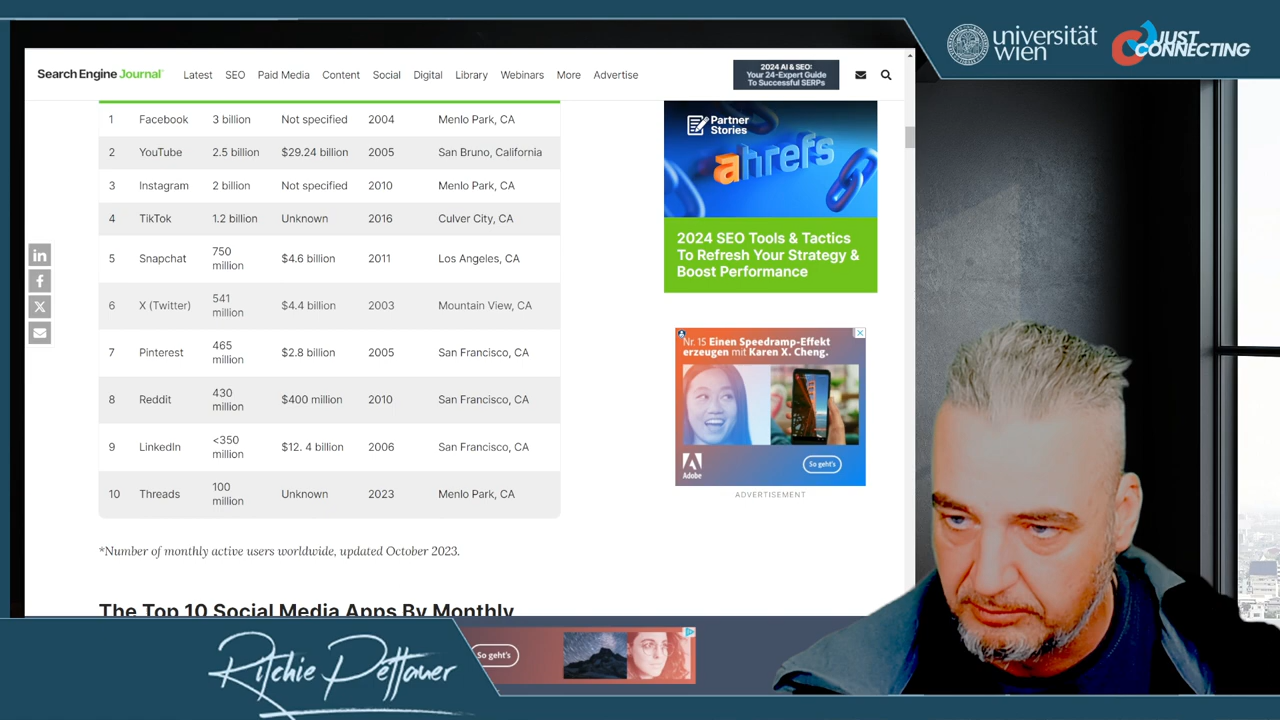 universität
wien
JUST
CONNECTING
Search Engine Journal
Latest SEO Paid Media Content Social Digital Library Webinars More Advertise
2024 AI & SEO:
Your 24-Expert Guide
To Successful SERPs
1 Facebook 3 billion Not specified 2004 Menlo Park, CA
2 YouTube 2.5 billion $29.24 billion 2005 San Bruno, California
3 Instagram 2 billion Not specified 2010 Menlo Park, CA
4 TikTok 1.2 billion Unknown 2016 Culver City, CA
5 Snapchat 750 million $4.6 billion 2011 Los Angeles, CA
6 X (Twitter) 541 million $4.4 billion 2003 Mountain View, CA
7 Pinterest 465 million $2.8 billion 2005 San Francisco, CA
8 Reddit 430 million $400 million 2010 San Francisco, CA
9 LinkedIn <350 million $12. 4 billion 2006 San Francisco, CA
10 Threads 100 million Unknown 2023 Menlo Park, CA
*Number of monthly active users worldwide, updated October 2023.
The Top 10 Social Media Apps By Monthly
Partner
Stories
ahrefs
2024 SEO Tools & Tactics
To Refresh Your Strategy &
Boost Performance
Nr. 15 Einen Speedramp-Effekt
erzeugen mit Karen X. Cheng.
Adobe
So geht's
ADVERTISEMENT
Ritchie Pettauer
So geht's